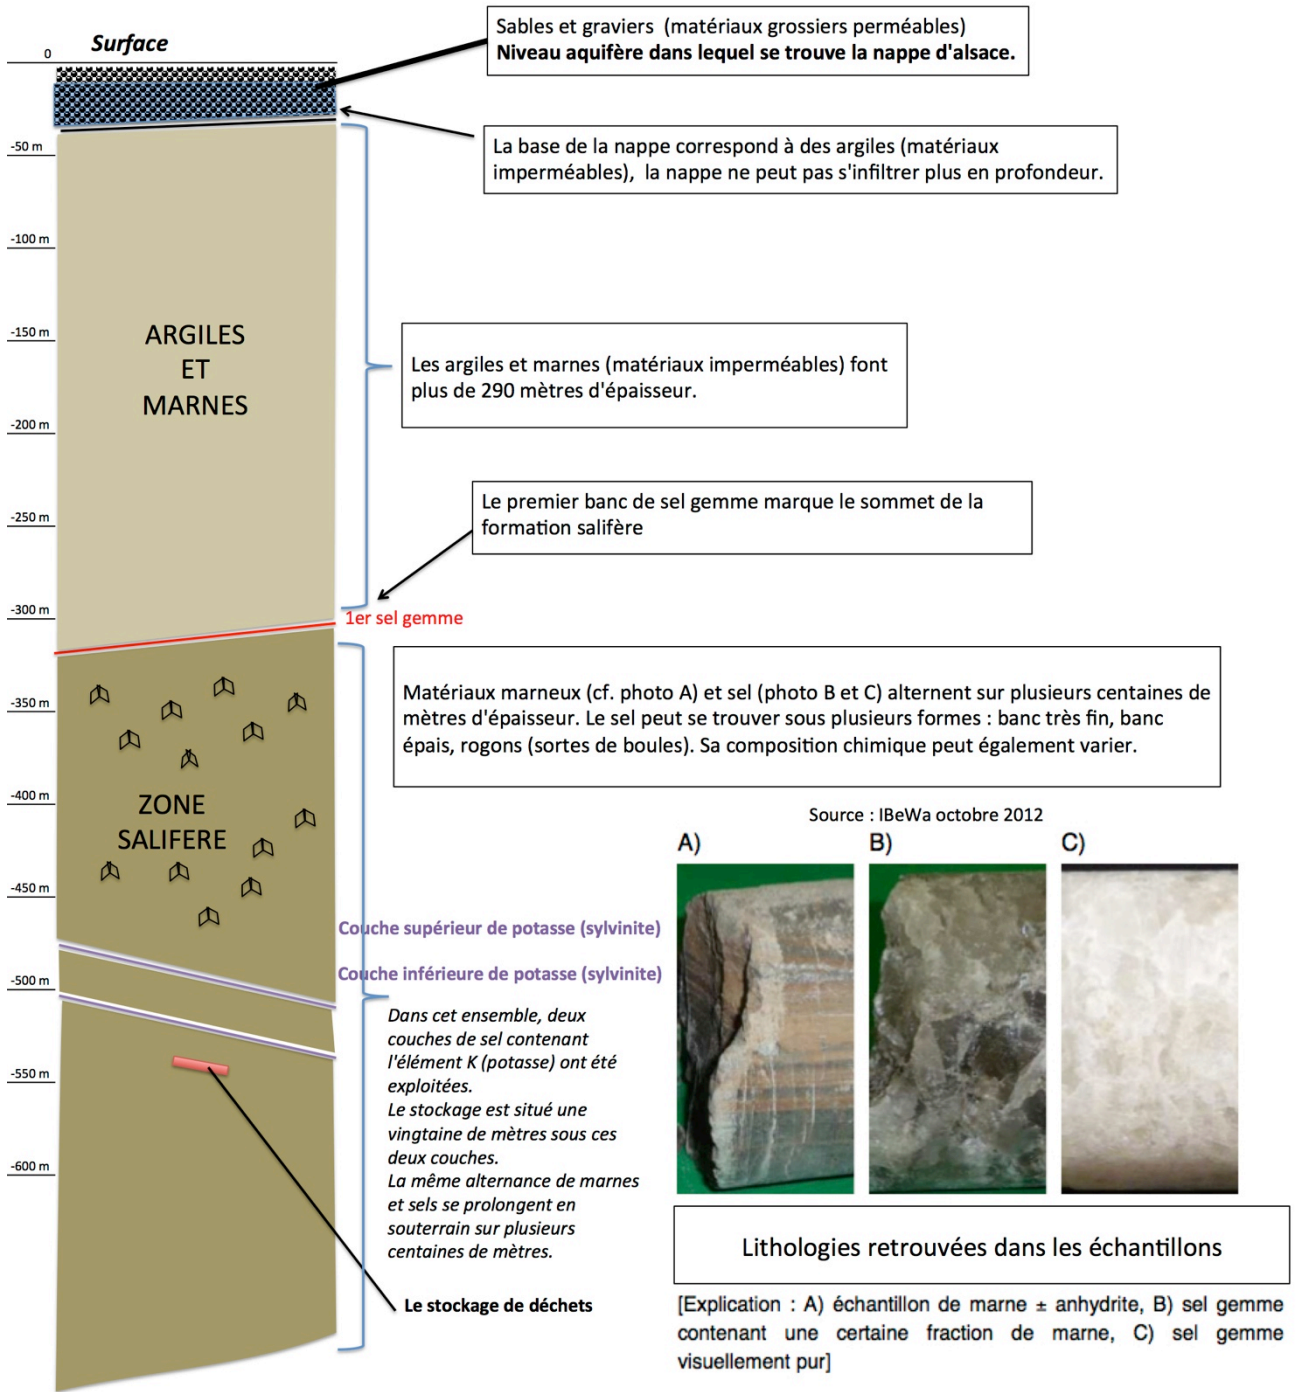 Surface
Sables et graviers (matériaux grossiers perméables)
Niveau aquifère dans lequel se trouve la nappe d'alsace.
La base de la nappe correspond à des argiles (matériaux
imperméables), la nappe ne peut pas s'infiltrer plus en profondeur.
0
-50 m
-100 m
-150 m
-200 m
-250 m
-300 m
-350 m
-400 m
-450 m
-500 m
-550 m
-600 m
ARGILES
ET
MARNES
Les argiles et marnes (matériaux imperméables) font
plus de 290 mètres d'épaisseur.
Le premier banc de sel gemme marque le sommet de la
formation salifère
1er sel gemme
Matériaux marneux (cf. photo A) et sel (photo B et C) alternent sur plusieurs centaines de
mètres d'épaisseur. Le sel peut se trouver sous plusieurs formes : banc très fin, banc
épais, rogons (sortes de boules). Sa composition chimique peut également varier.
ZONE
SALIFERE
Source : IBeWa octobre 2012
A)
B)
C)
Couche supérieur de potasse (sylvinite)
Couche inférieure de potasse (sylvinite)
Dans cet ensemble, deux
couches de sel contenant
l'élément K (potasse) ont été
exploitées.
Le stockage est situé une
vingtaine de mètres sous ces
deux couches.
La même alternance de marnes
et sels se prolongent en
souterrain sur plusieurs
centaines de mètres.
Le stockage de déchets
Lithologies retrouvées dans les échantillons
[Explication : A) échantillon de marne ± anhydrite, B) sel gemme
contenant une certaine fraction de marne, C) sel gemme
visuellement pur]